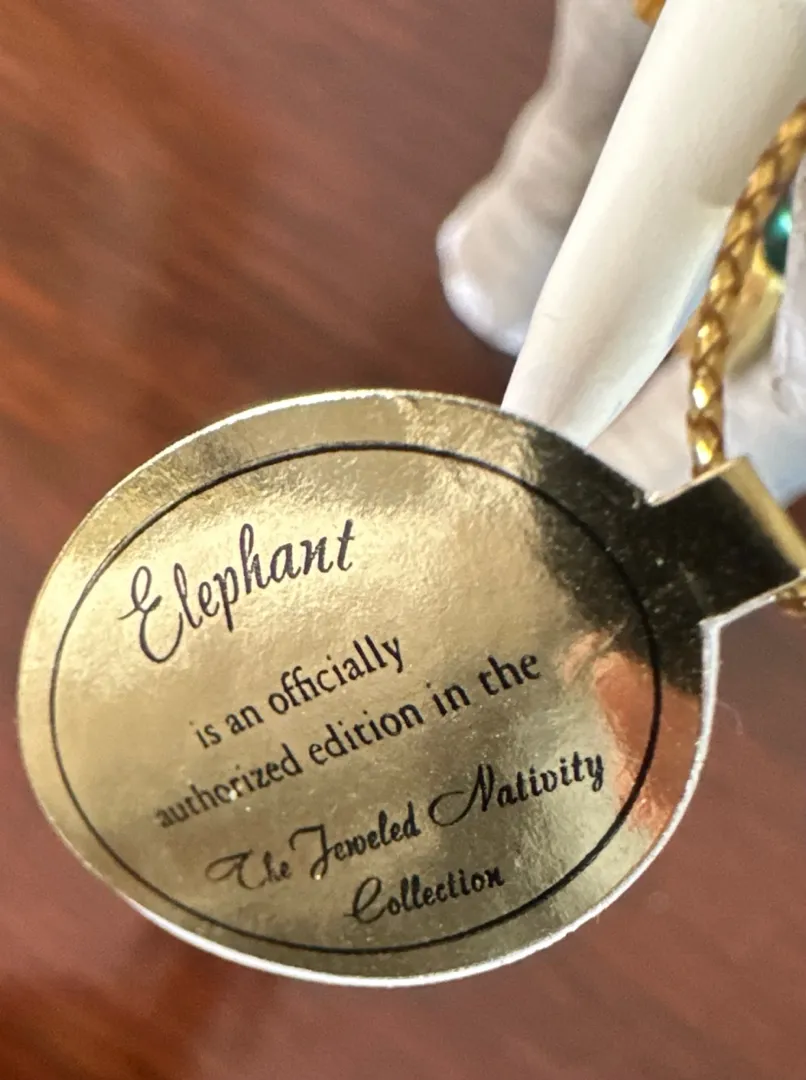 Elephant
is an officially
authorized edition in the
The Jeweled Nativity
Collection